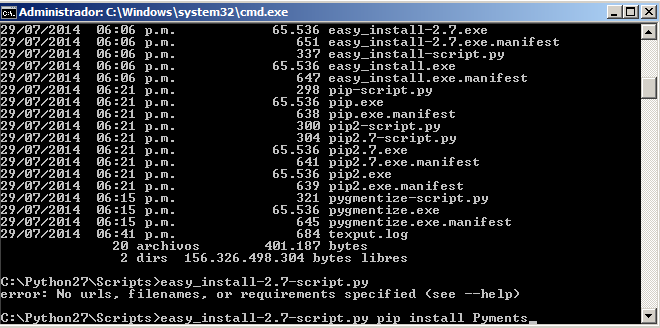 Administrador: C:\Windows\system32\cmd.exe
29/07/2014 06:06 p.m. 65.536 easy_install-2.7.exe
29/07/2014 06:06 p.m. 651 easy_install-2.7.exe.manifest
29/07/2014 06:06 p.m. 337 easy_install-script.py
29/07/2014 06:06 p.m. 65.536 easy_install.exe
29/07/2014 06:06 p.m. 647 easy_install.exe.manifest
29/07/2014 06:21 p.m. 298 pip-script.py
29/07/2014 06:21 p.m. 65.536 pip.exe
29/07/2014 06:21 p.m. 638 pip.exe.manifest
29/07/2014 06:21 p.m. 300 pip2-script.py
29/07/2014 06:21 p.m. 304 pip2.7-script.py
29/07/2014 06:21 p.m. 65.536 pip2.7.exe
29/07/2014 06:21 p.m. 641 pip2.7.exe.manifest
29/07/2014 06:21 p.m. 65.536 pip2.exe
29/07/2014 06:21 p.m. 639 pip2.exe.manifest
29/07/2014 06:15 p.m. 321 pygmentize-script.py
29/07/2014 06:15 p.m. 65.536 pygmentize.exe
29/07/2014 06:15 p.m. 645 pygmentize.exe.manifest
29/07/2014 06:41 p.m. 684 texput.log
20 archivos 401.187 bytes
2 dirs 156.326.498.304 bytes libres
C:\Python27\Scripts>easy_install-2.7-script.py
error: No urls, filenames, or requirements specified (see --help)
C:\Python27\Scripts>easy_install-2.7-script.py pip install Pyments_